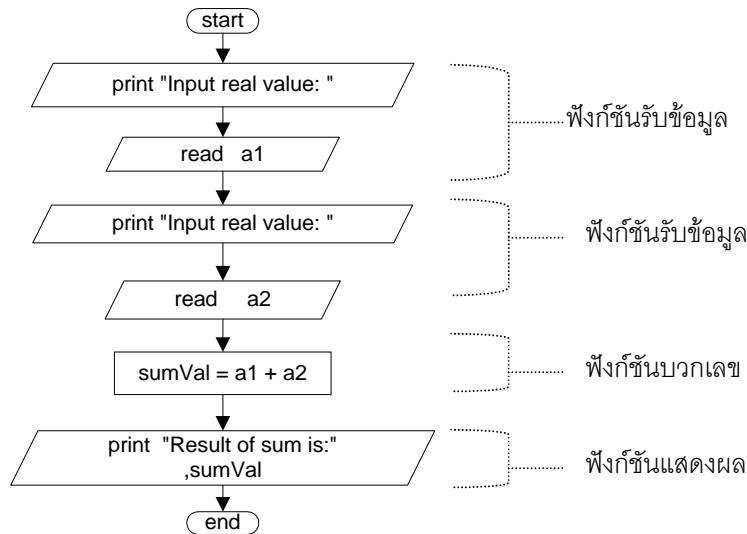 start
print "Input real value: "
ฟังก์ชันรับข้อมูล
read a1
print "Input real value: "
ฟังก์ชันรับข้อมูล
read a2
sumVal = a1 + a2
ฟังก์ชันบวกเลข
print "Result of sum is:"
,sumVal
ฟังก์ชันแสดงผล
end